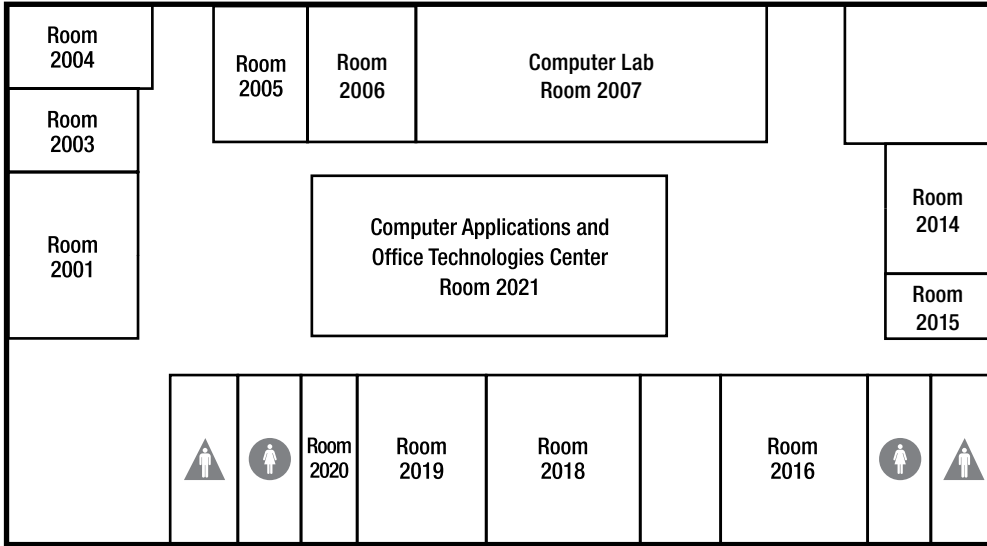 Room
2004
Room
2005
Room
2006
Computer Lab
Room 2007
Room
2003
Room
2001
Computer Applications and
Office Technologies Center
Room 2021
Room
2014
Room
2015
Room
2020
Room
2019
Room
2018
Room
2016